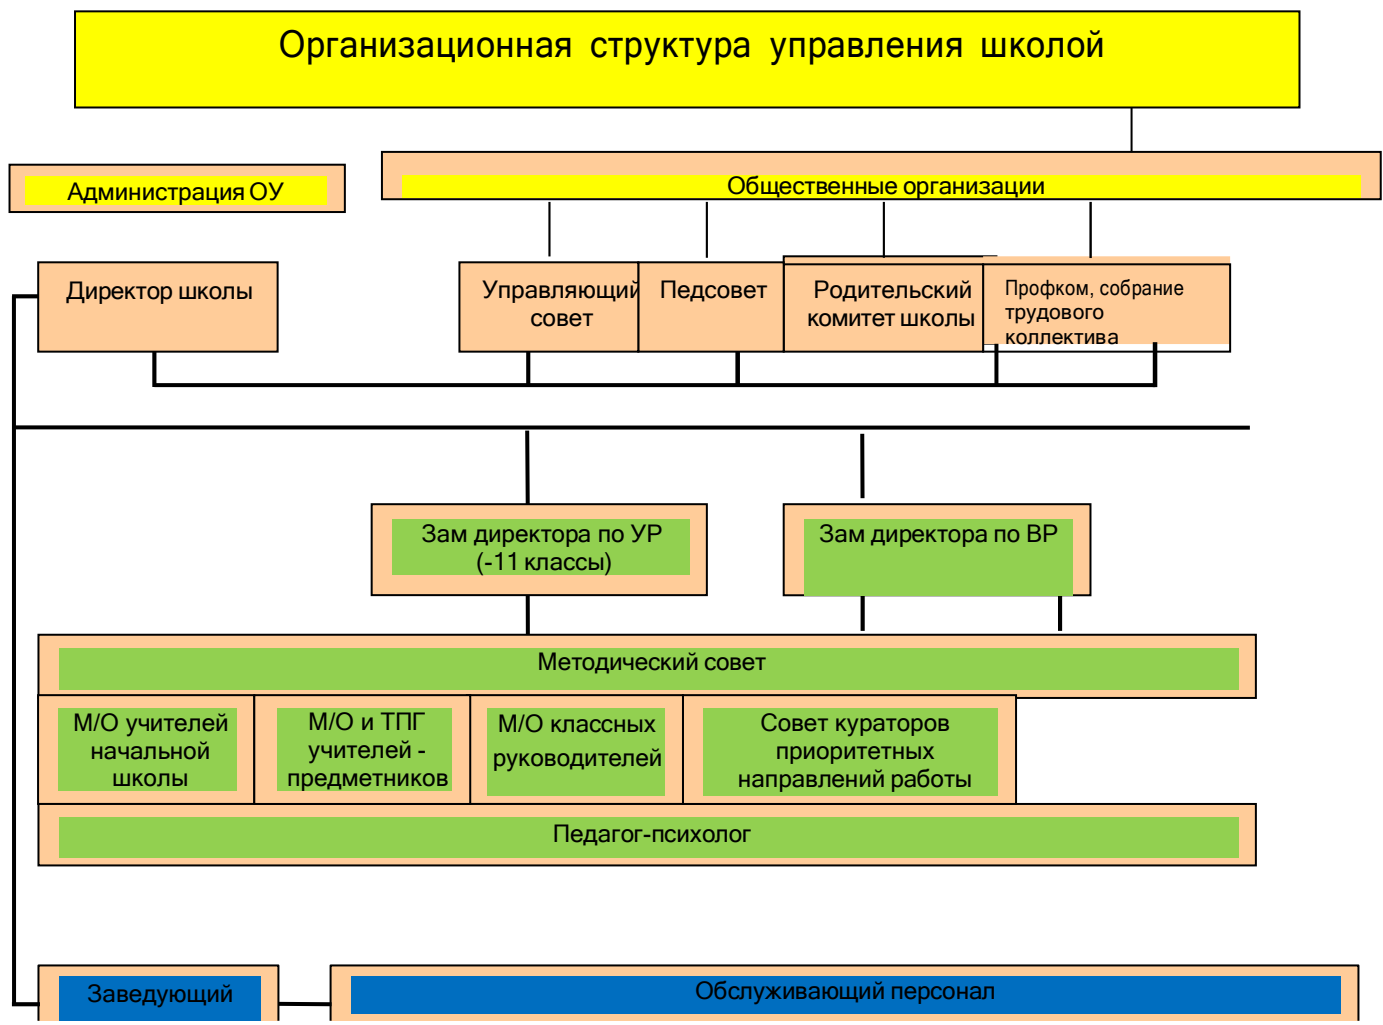 Организационная структура управления школой
Администрация ОУ
Общественные организации
Директор школы
Управляющий
совет
Педсовет
Родительский
комитет школы
Профком, собрание
трудового
коллектива
Зам директора по УР
(-11 классы)
Зам директора по ВР
Методический совет
М/О учителей
начальной
школы
М/О и ТПГ
учителей -
предметников
М/О классных
руководителей
Совет кураторов
приоритетных
направлений работы
Педагог-психолог
Заведующий
Обслуживающий персонал